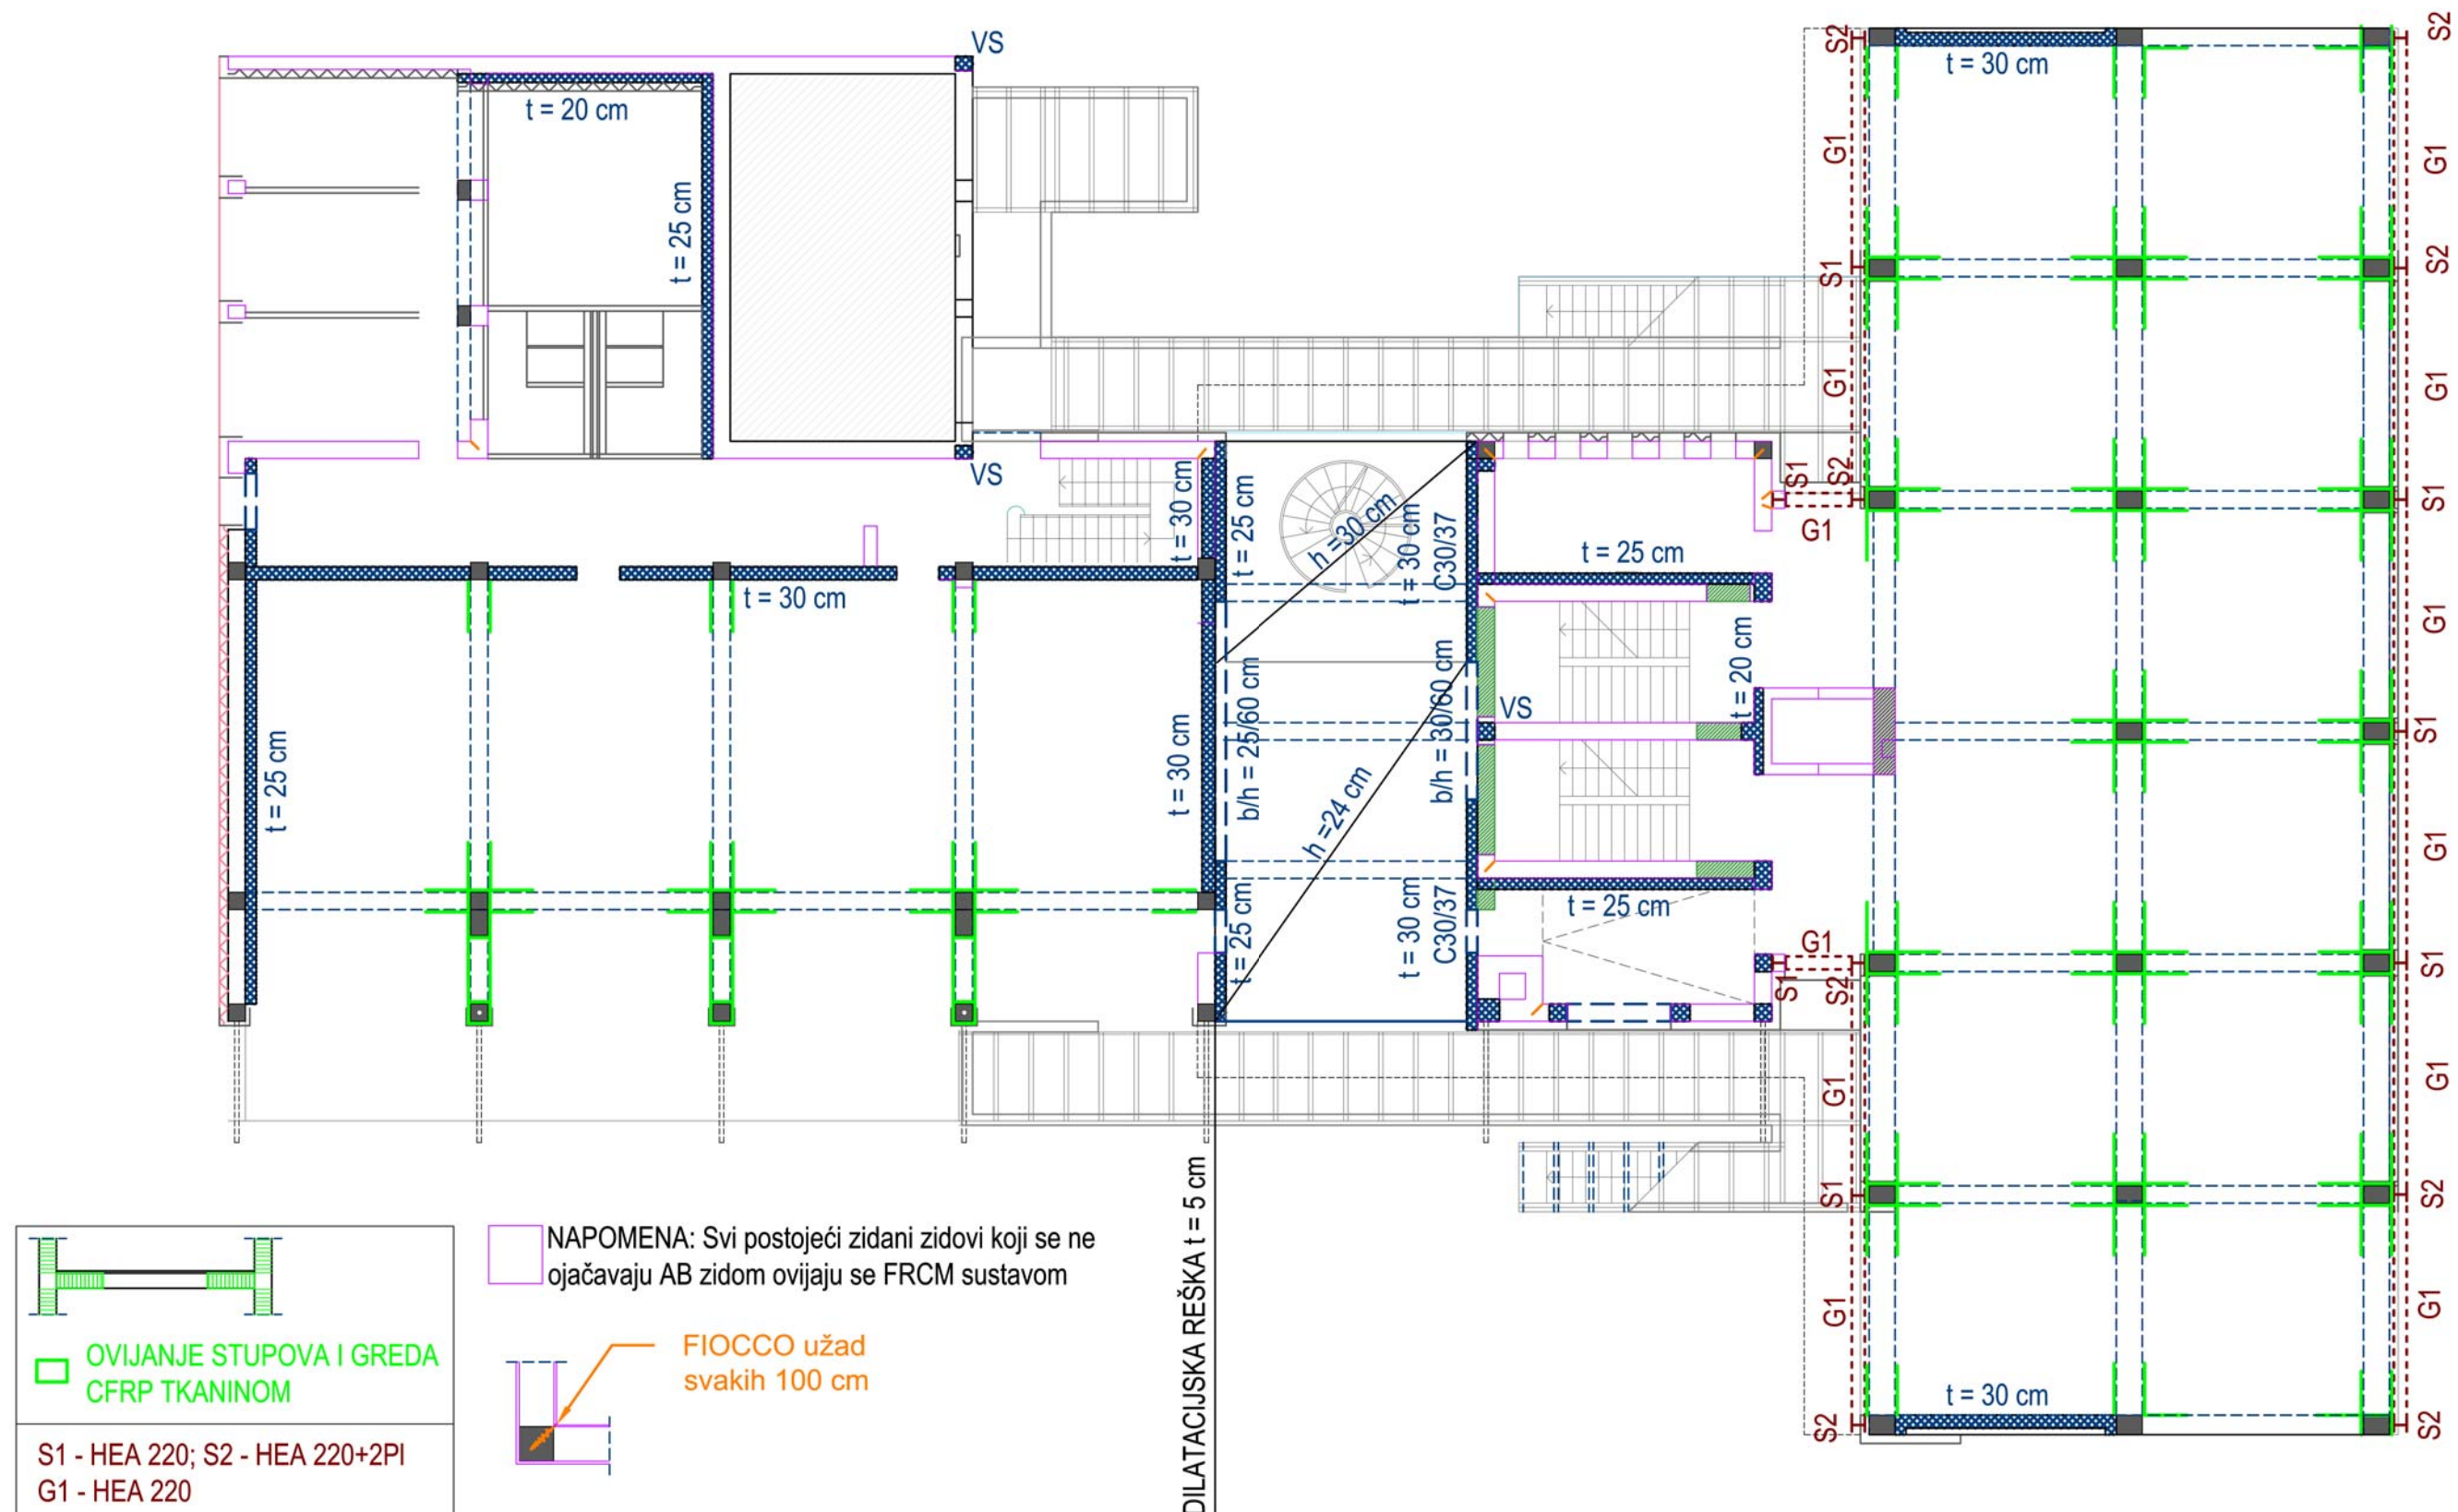 VS
S2
S2
t = 30 cm
t = 20 cm
G1
G1
t = 25 cm
S1
S2
G1
G1
VS
t = 30 cm
t = 25 cm
h =30 cm
t = 30 cm
C30/37
S1
S2
S1
G1
t = 25 cm
t = 30 cm
G1
t = 20 cm
t = 25 cm
t = 30 cm
b/h = 25/60 cm
b/h = 30/60 cm
VS
S1
h =24 cm
G1
t = 25 cm
t = 30 cm
C30/37
t = 25 cm
G1
S1
S2
S1
G1
G1
S1
S2
G1
G1
t = 30 cm
S2
S2
DILATACIJSKA REŠKA t = 5 cm
OVIJANJE STUPOVA I GREDA
CFRP TKANINOM
S1 - HEA 220; S2 - HEA 220+2Pl
G1 - HEA 220
NAPOMENA: Svi postojeći zidani zidovi koji se ne
ojačavaju AB zidom ovijaju se FRCM sustavom
FIOCCO užad
svakih 100 cm